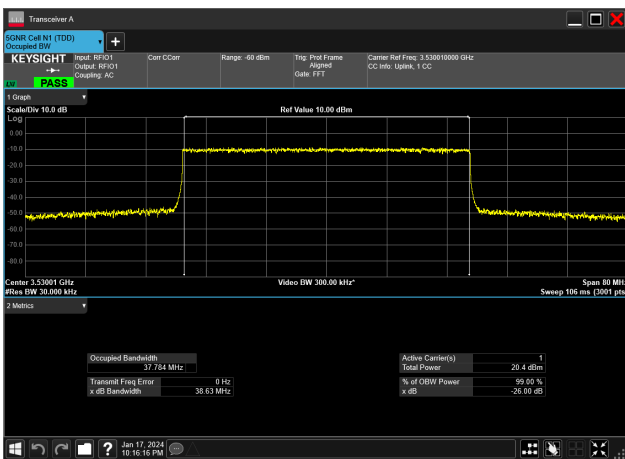 Transceiver A
5GNR Cell N1 (TDD)
Occupied BW
KEYSIGHT
PASS
Input: RFIO1
Output: RFIO1
Coupling: AC
Corr CCorr
Range: -60 dBm
Trig: Prot Frame
Aligned
Gate: FFT
Carrier Ref Freq: 3.530010000 GHz
CC Info: Uplink, 1 CC
1 Graph
Scale/Div 10.0 dB
Ref Value 10.00 dBm
Log
0.00
-10.0
-20.0
-30.0
-40.0
-50.0
-60.0
-70.0
-80.0
Center 3.53001 GHz
Video BW 300.00 kHz*
Span 80 MHz
#Res BW 30.000 kHz
Sweep 106 ms (3001 pts
2 Metrics
Occupied Bandwidth
37.784 MHz
Transmit Freq Error 0 Hz
x dB Bandwidth 38.63 MHz
Active Carrier(s) 1
Total Power 20.4 dBm
% of OBW Power 99.00 %
x dB -26.00 dB
Jan 17, 2024
10:16:16 PM